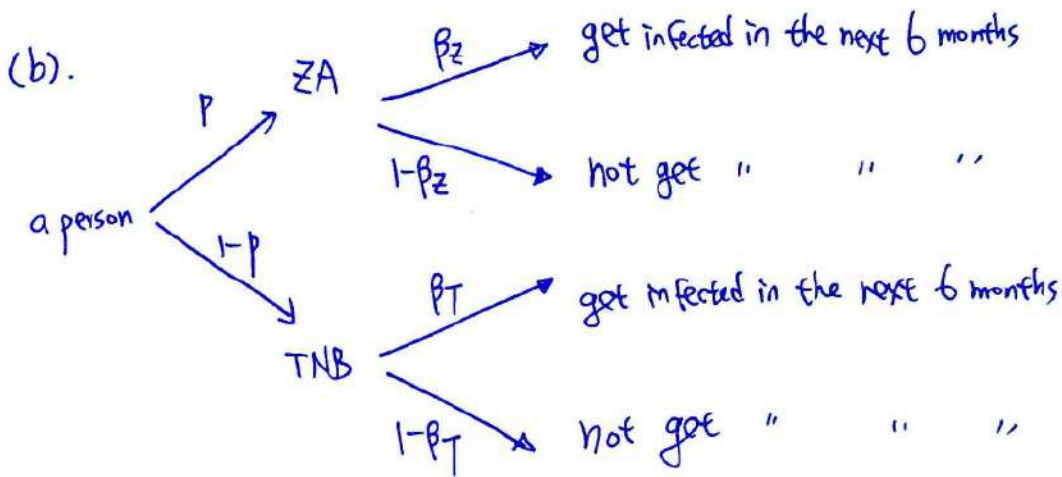 (b).
βz get infected in the next 6 months
ZA
P
1-βz not get " " "
a person
1-P
βT get infected in the next 6 months
TNB
1-βT not get " " "